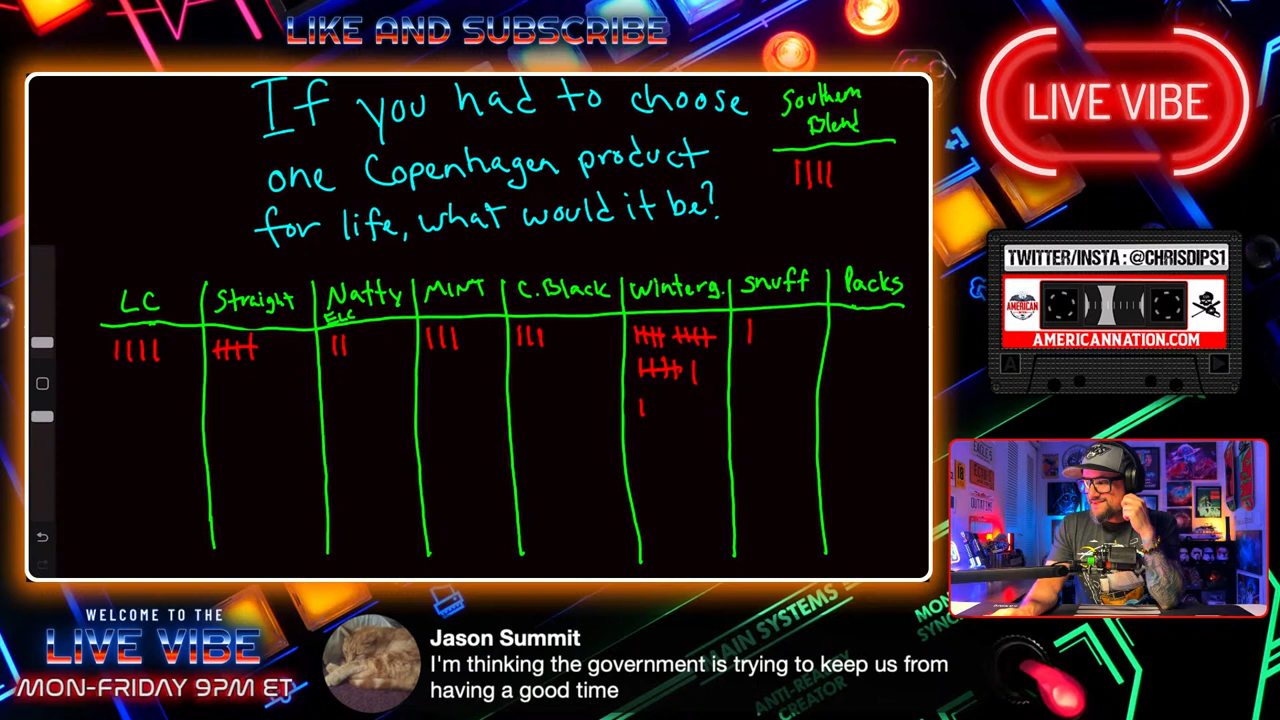 LIKE AND SUBSCRIBE
If you had to choose
one Copenhagen product
for life, what would it be?
Southern
Blend
LC
Straight
Natty
ELC
MINT
C Black
Winterg.
Snuff
Packs
LIVE VIBE
TWITTER/INSTA : @CHRISDIPS1
AMERICAN
A
AMERICANNATION.COM
WELCOME TO THE
LIVE VIBE
MON-FRIDAY 9PM ET
Jason Summit
I'm thinking the government is trying to keep us from
having a good time